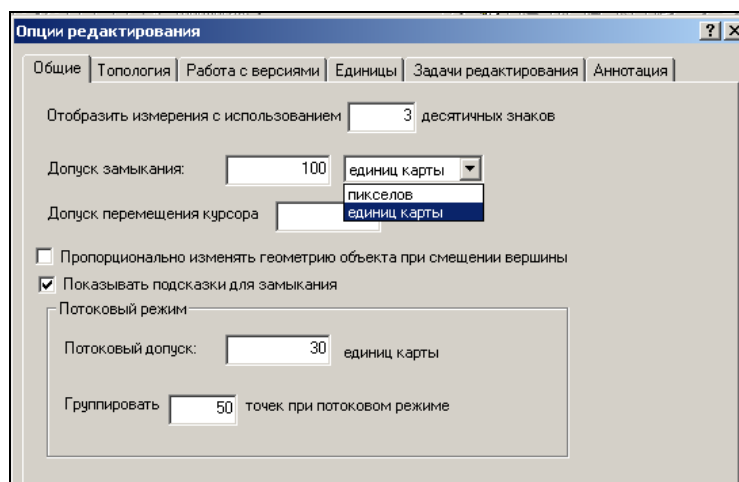 Опции редактирования
Общие Топология Работа с версиями Единицы Задачи редактирования Аннотация
Отобразить измерения с использованием 3 десятичных знаков
Допуск замыкания: 100 единиц карты
пикселов
Допуск перемещения курсора единиц карты
Пропорционально изменять геометрию объекта при смещении вершины
Показывать подсказки для замыкания
Потоковый режим
Потоковый допуск: 30 единиц карты
Группировать 50 точек при потоковом режиме